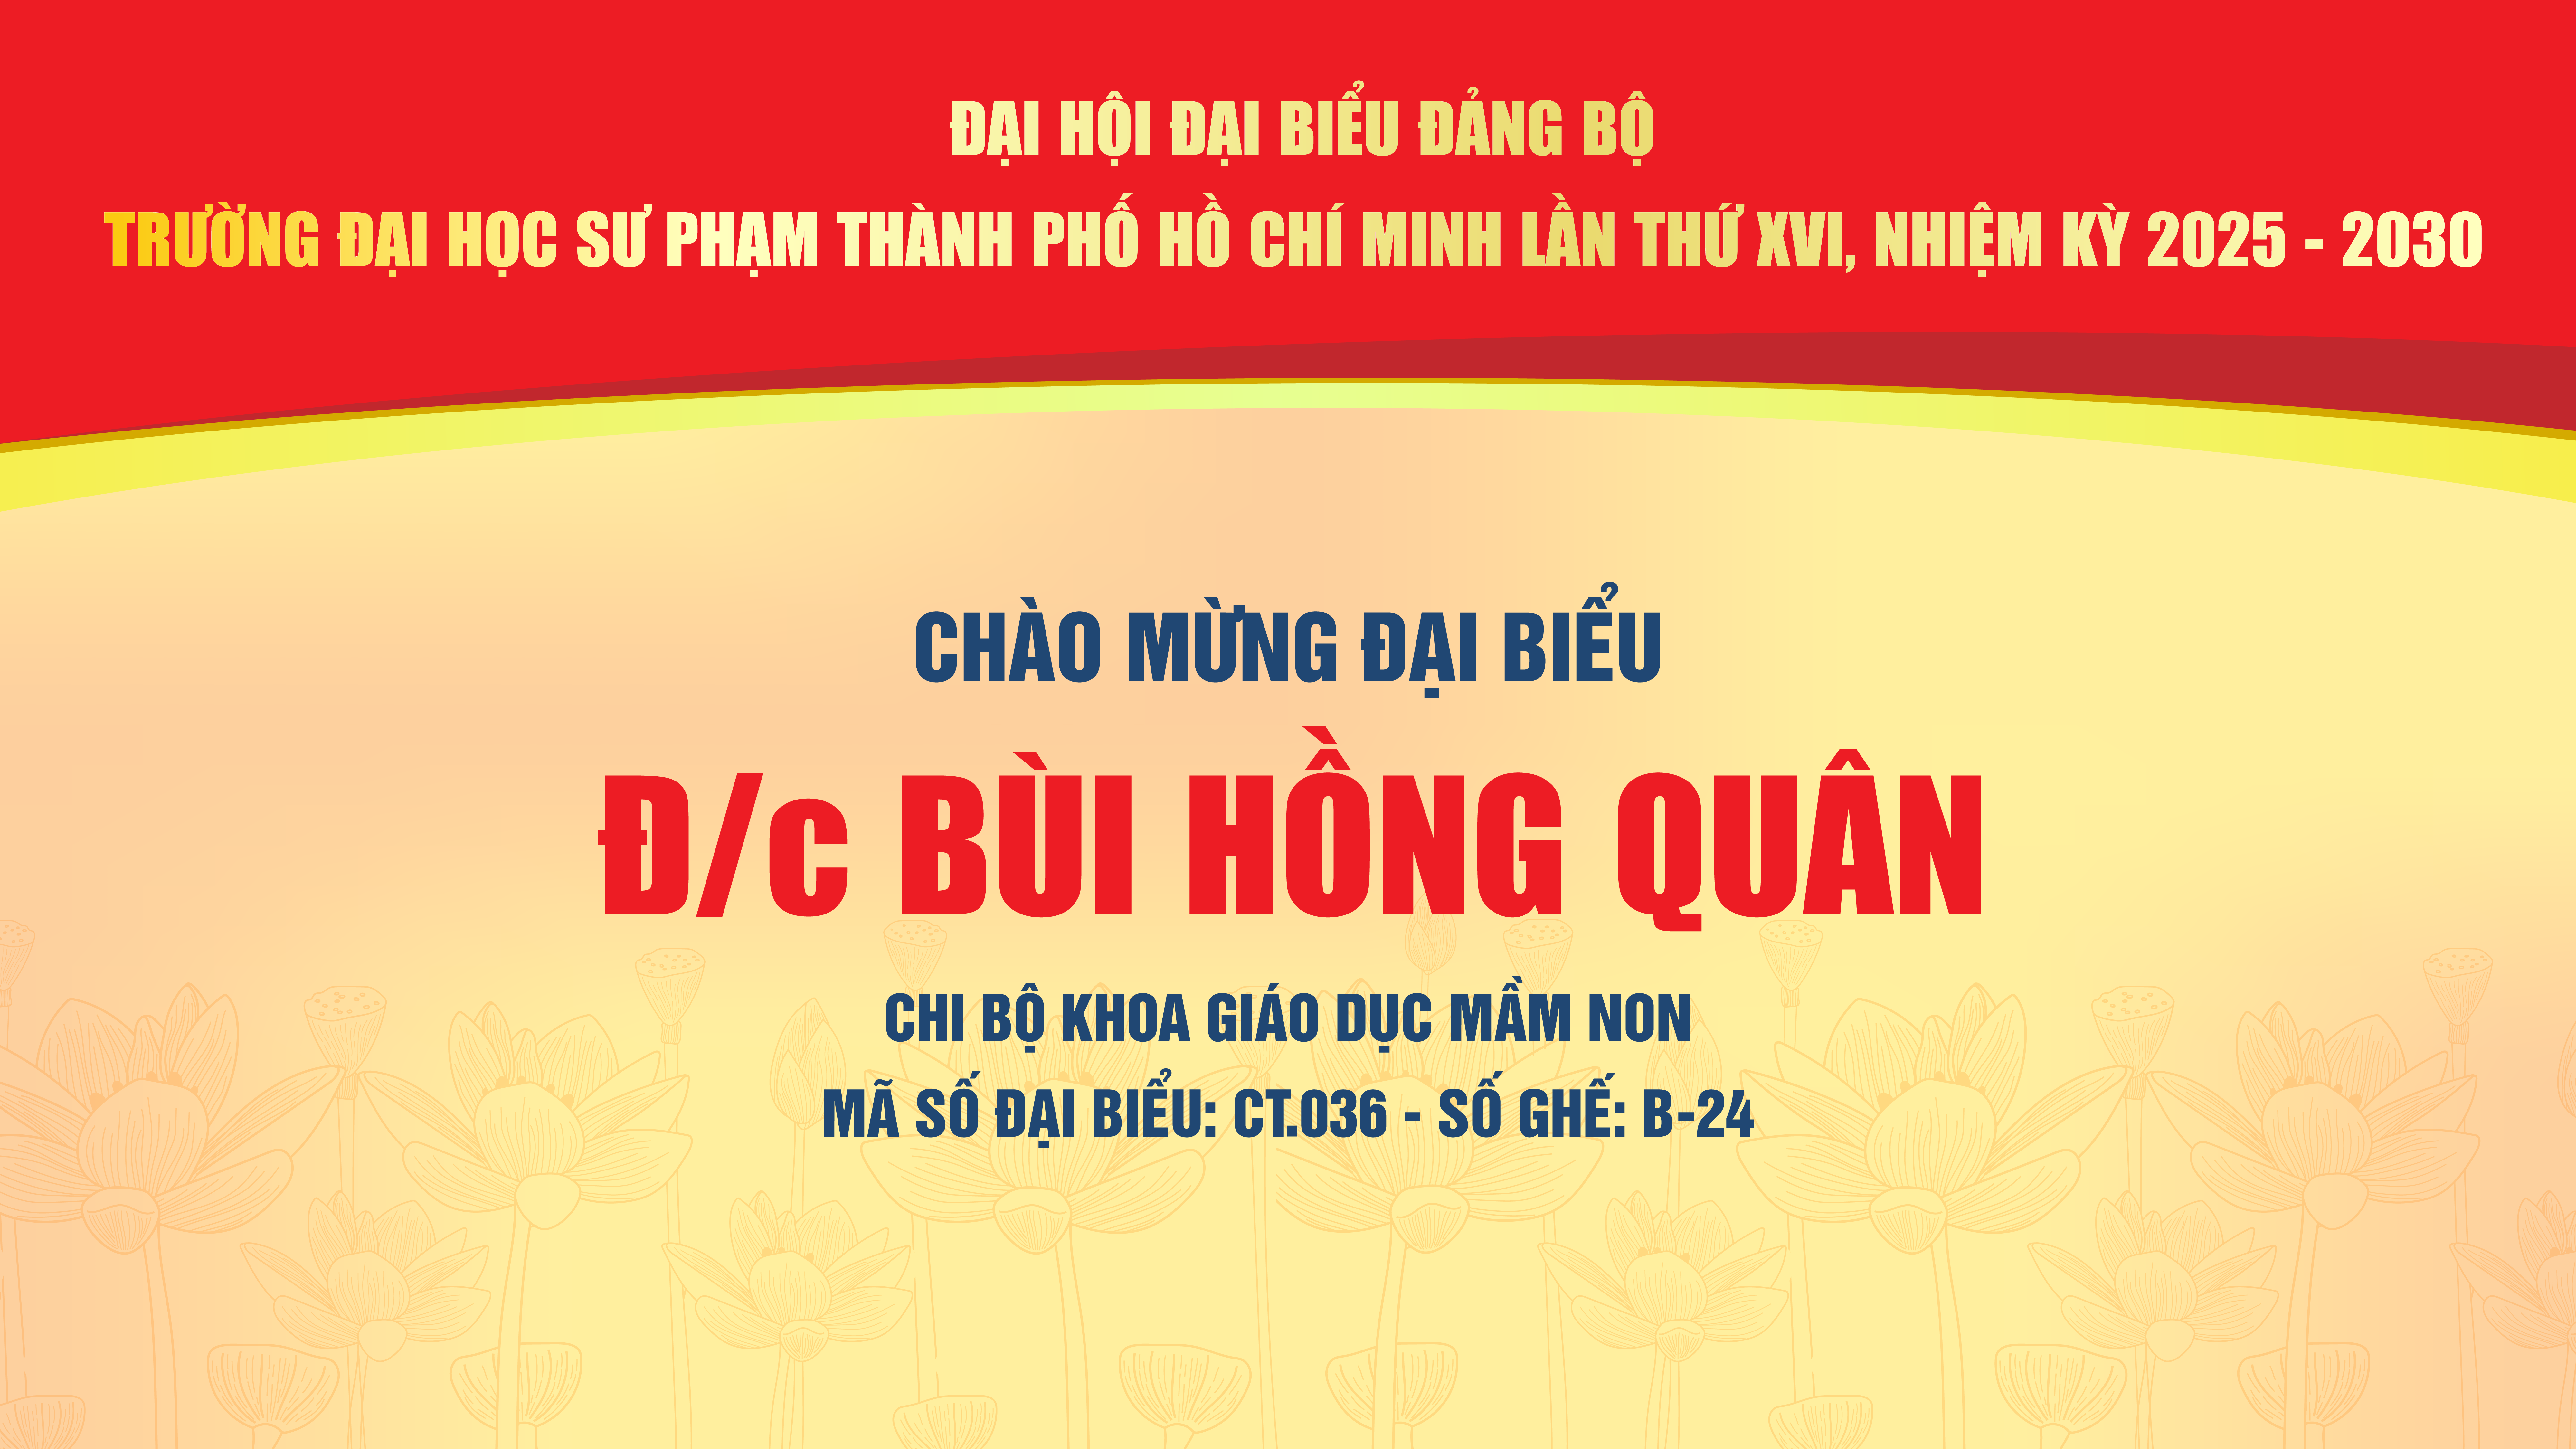 ĐẠI HỘI ĐẠI BIỂU ĐẢNG BỘ
TRƯỜNG ĐẠI HỌC SƯ PHẠM THÀNH PHỐ HỒ CHÍ MINH LẦN THỨ XVI, NHIỆM KỲ 2025 - 2030
CHÀO MỪNG ĐẠI BIỂU
Đ/c BÙI HỒNG QUÂN
CHI BỘ KHOA GIÁO DỤC MẦM NON
MÃ SỐ ĐẠI BIỂU: CT.036 - SỐ GHẾ: B-24